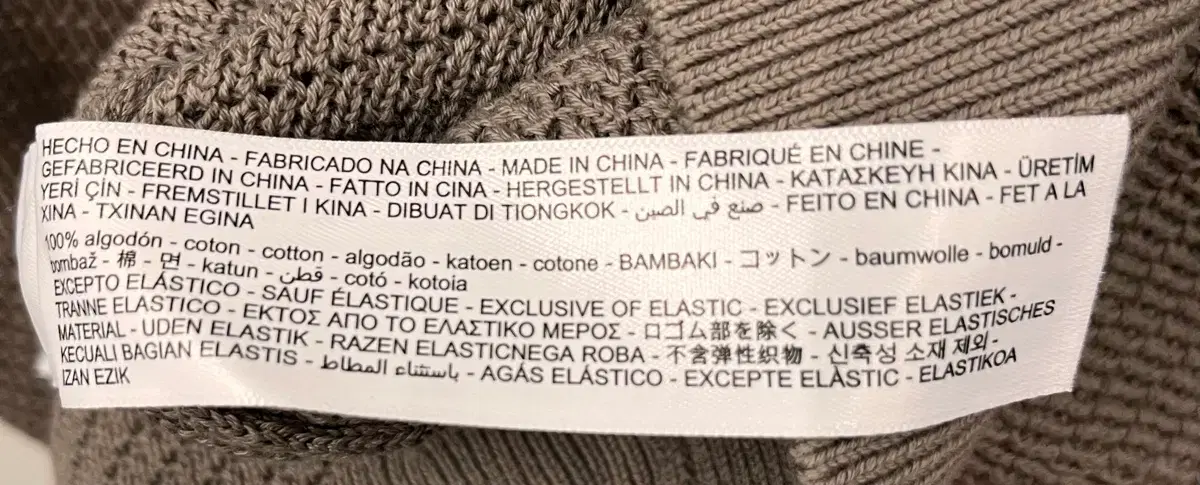 HECHO EN CHINA - FABRICADO NA CHINA - MADE IN CHINA - FABRIQUÉ EN CHINE -
GEFABRICEERD IN CHINA - FATTO IN CINA - HERGESTELLT IN CHINA - ΚΑΤΑΣΚΕΥΗ ΚΙΝΑ - ÜRETİM
YERİ ÇİN - FREMSTILLET I KINA - DIBUAT DI TIONGKOK - صنع في الصين - FEITO EN CHINA - FET A LA
XINA - TXINAN EGINA
100% algodón - coton - cotton - algodão - katoen - cotone - BAMBAKI - コットン - baumwolle - bomuld -
bombaž - 棉 - 면 - katun - قطن - cotó - kotoia
EXCEPTO ELÁSTICO - SAUF ÉLASTIQUE - EXCLUSIVE OF ELASTIC - EXCLUSIEF ELASTIEK -
TRANNE ELASTICO - ΕΚΤΟΣ ΑΠΟ ΤΟ ΕΛΑΣΤΙΚΟ ΜΕΡΟΣ - ロゴム部を除く - AUSSER ELASTISCHES
MATERIAL - UDEN ELASTIK - RAZEN ELASTICNEGA ROBA - 不含弹性织物 - 신축성 소재 제외 -
KECUALI BAGIAN ELASTIS - باستثناء المطاط - AGÁS ELÁSTICO - EXCEPTE ELÀSTIC - ELASTIKOA
IZAN EZIK